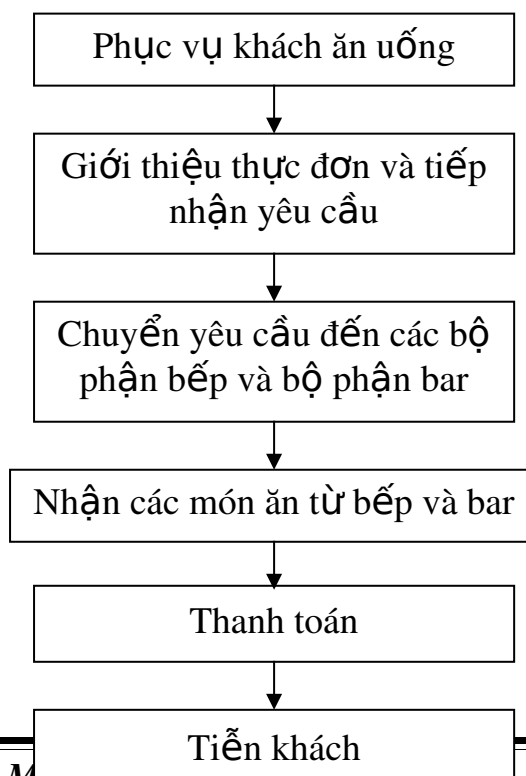 Phục vụ khách ăn uống
Giới thiệu thực đơn và tiếp
nhận yêu cầu
Chuyển yêu cầu đến các bộ
phận bếp và bộ phận bar
Nhận các món ăn từ bếp và bar
Thanh toán
Tiễn khách